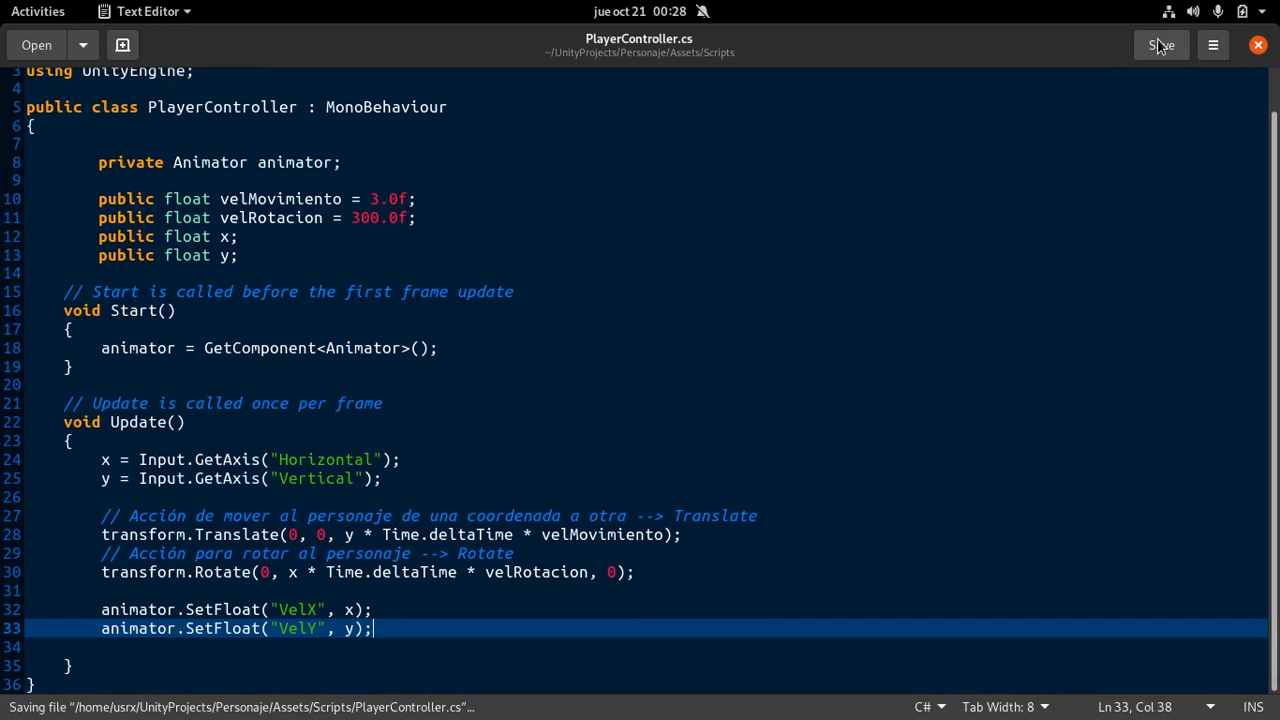 Activities Text Editor jue oct 21 00:28
Open PlayerController.cs Save
~/UnityProjects/Personaje/Assets/Scripts
3 using UnityEngine;
4
5 public class PlayerController : MonoBehaviour
6 {
7
8 private Animator animator;
9
10 public float velMovimiento = 3.0f;
11 public float velRotacion = 300.0f;
12 public float x;
13 public float y;
14
15 // Start is called before the first frame update
16 void Start()
17 {
18 animator = GetComponent<Animator>();
19 }
20
21 // Update is called once per frame
22 void Update()
23 {
24 x = Input.GetAxis("Horizontal");
25 y = Input.GetAxis("Vertical");
26
27 // Acción de mover al personaje de una coordenada a otra --> Translate
28 transform.Translate(0, 0, y * Time.deltaTime * velMovimiento);
29 // Acción para rotar al personaje --> Rotate
30 transform.Rotate(0, x * Time.deltaTime * velRotacion, 0);
31
32 animator.SetFloat("VelX", x);
33 animator.SetFloat("VelY", y);
34
35 }
36 }
Saving file "/home/usrx/UnityProjects/Personaje/Assets/Scripts/PlayerController.cs"… C# Tab Width: 8 Ln 33, Col 38 INS